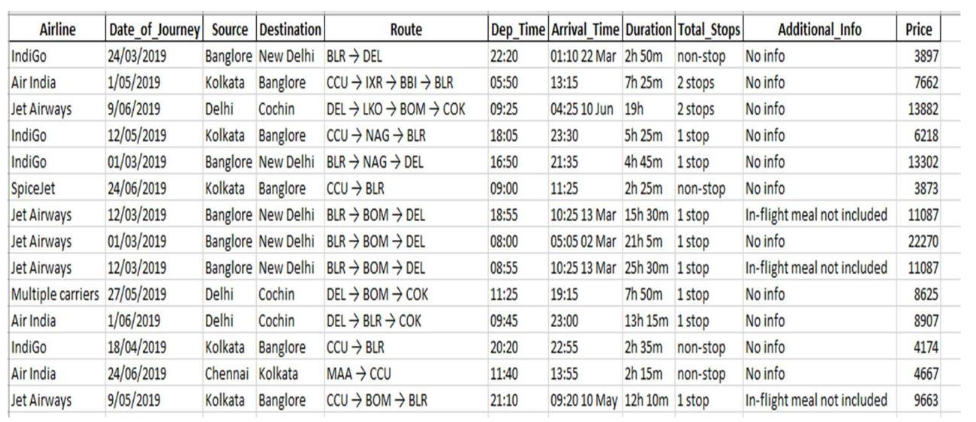 Airline Date_of_Journey Source Destination Route Dep_Time Arrival_Time Duration Total_Stops Additional_Info Price
IndiGo 24/03/2019 Banglore New Delhi BLR → DEL 22:20 01:10 22 Mar 2h 50m non-stop No info 3897
Air India 1/05/2019 Kolkata Banglore CCU → IXR → BBI → BLR 05:50 13:15 7h 25m 2 stops No info 7662
Jet Airways 9/06/2019 Delhi Cochin DEL → LKO → BOM → COK 09:25 04:25 10 Jun 19h 2 stops No info 13882
IndiGo 12/05/2019 Kolkata Banglore CCU → NAG → BLR 18:05 23:30 5h 25m 1 stop No info 6218
IndiGo 01/03/2019 Banglore New Delhi BLR → NAG → DEL 16:50 21:35 4h 45m 1 stop No info 13302
SpiceJet 24/06/2019 Kolkata Banglore CCU → BLR 09:00 11:25 2h 25m non-stop No info 3873
Jet Airways 12/03/2019 Banglore New Delhi BLR → BOM → DEL 18:55 10:25 13 Mar 15h 30m 1 stop In-flight meal not included 11087
Jet Airways 01/03/2019 Banglore New Delhi BLR → BOM → DEL 08:00 05:05 02 Mar 21h 5m 1 stop No info 22270
Jet Airways 12/03/2019 Banglore New Delhi BLR → BOM → DEL 08:55 10:25 13 Mar 25h 30m 1 stop In-flight meal not included 11087
Multiple carriers 27/05/2019 Delhi Cochin DEL → BOM → COK 11:25 19:15 7h 50m 1 stop No info 8625
Air India 1/06/2019 Delhi Cochin DEL → BLR → COK 09:45 23:00 13h 15m 1 stop No info 8907
IndiGo 18/04/2019 Kolkata Banglore CCU → BLR 20:20 22:55 2h 35m non-stop No info 4174
Air India 24/06/2019 Chennai Kolkata MAA → CCU 11:40 13:55 2h 15m non-stop No info 4667
Jet Airways 9/05/2019 Kolkata Banglore CCU → BOM → BLR 21:10 09:20 10 May 12h 10m 1 stop In-flight meal not included 9663